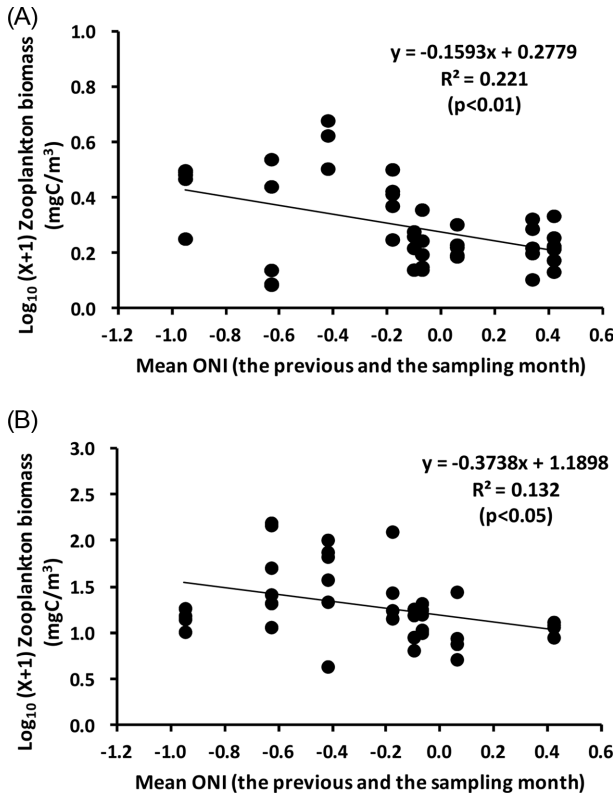 (A)
y = -0.1593x + 0.2779
R² = 0.221
(p<0.01)
Log₁₀ (X+1) Zooplankton biomass
(mgC/m³)
1.0
0.8
0.6
0.4
0.2
0.0
-1.2 -1.0 -0.8 -0.6 -0.4 -0.2 0.0 0.2 0.4 0.6
Mean ONI (the previous and the sampling month)
(B)
y = -0.3738x + 1.1898
R² = 0.132
(p<0.05)
Log₁₀ (X+1) Zooplankton biomass
(mgC/m³)
3.0
2.5
2.0
1.5
1.0
0.5
0.0
-1.2 -1.0 -0.8 -0.6 -0.4 -0.2 0.0 0.2 0.4 0.6
Mean ONI (the previous and the sampling month)